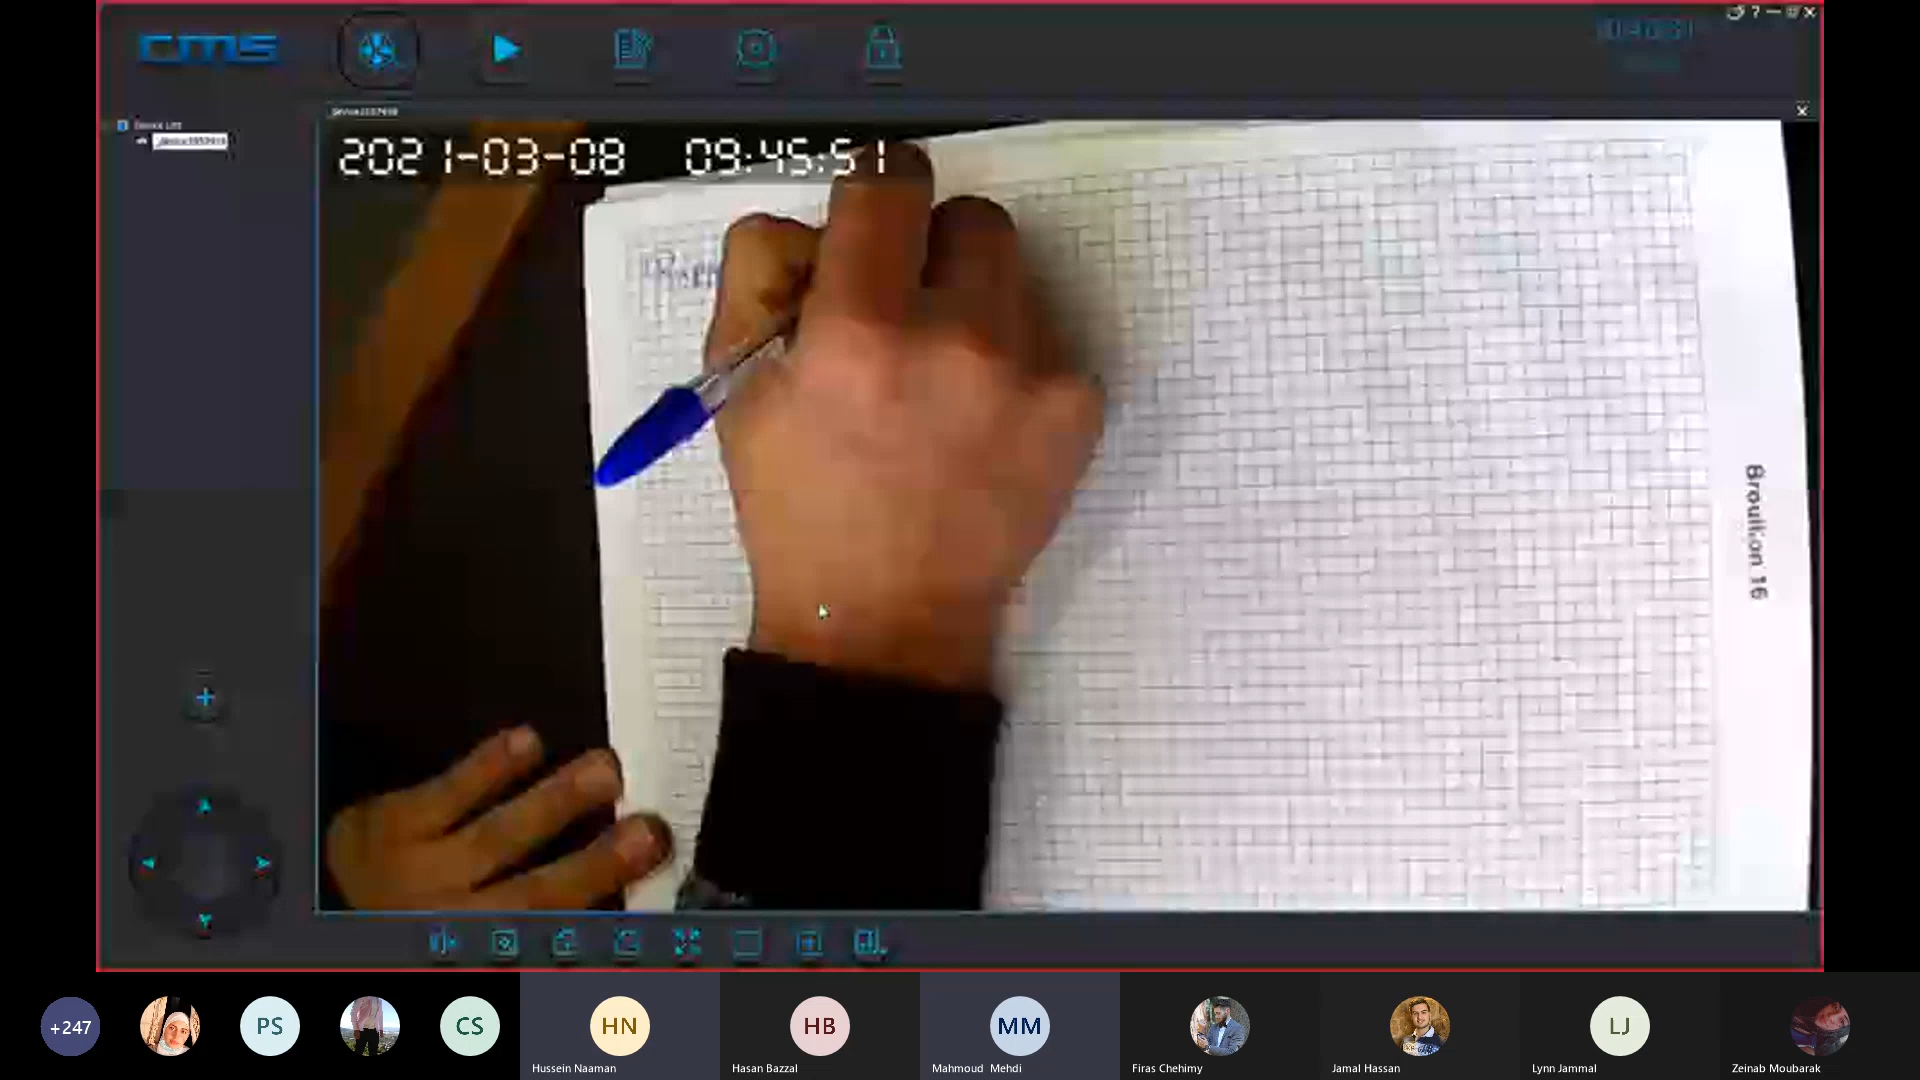 CMS
2021-03-08 09:45:51
Brouillon 16
+247
PS
CS
HN
HB
MM
LJ
Hussein Naaman
Hasan Bazzal
Mahmoud Mehdi
Firas Chehimy
Jamal Hassan
Lynn Jammal
Zeinab Moubarak